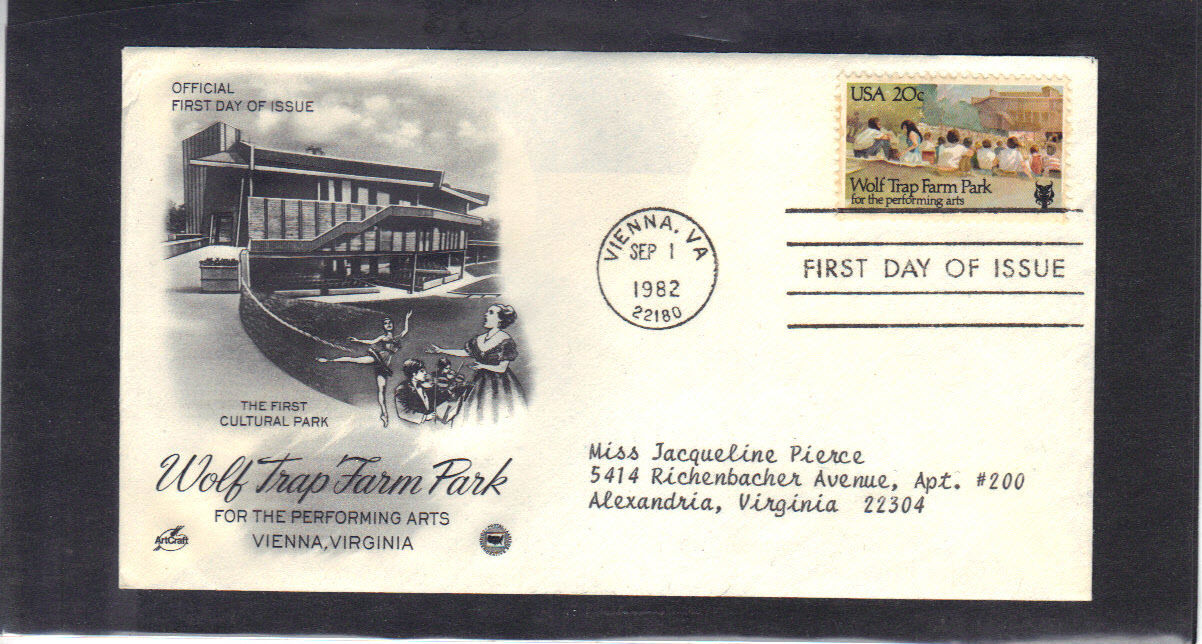 OFFICIAL
FIRST DAY OF ISSUE
THE FIRST
CULTURAL PARK
Wolf Trap Farm Park
FOR THE PERFORMING ARTS
VIENNA, VIRGINIA
ArtCraft
USA 20c
Wolf Trap Farm Park
for the performing arts
VIENNA, VA
SEP 1
1982
22180
FIRST DAY OF ISSUE
Miss Jacqueline Pierce
5414 Richenbacher Avenue, Apt. #200
Alexandria, Virginia 22304